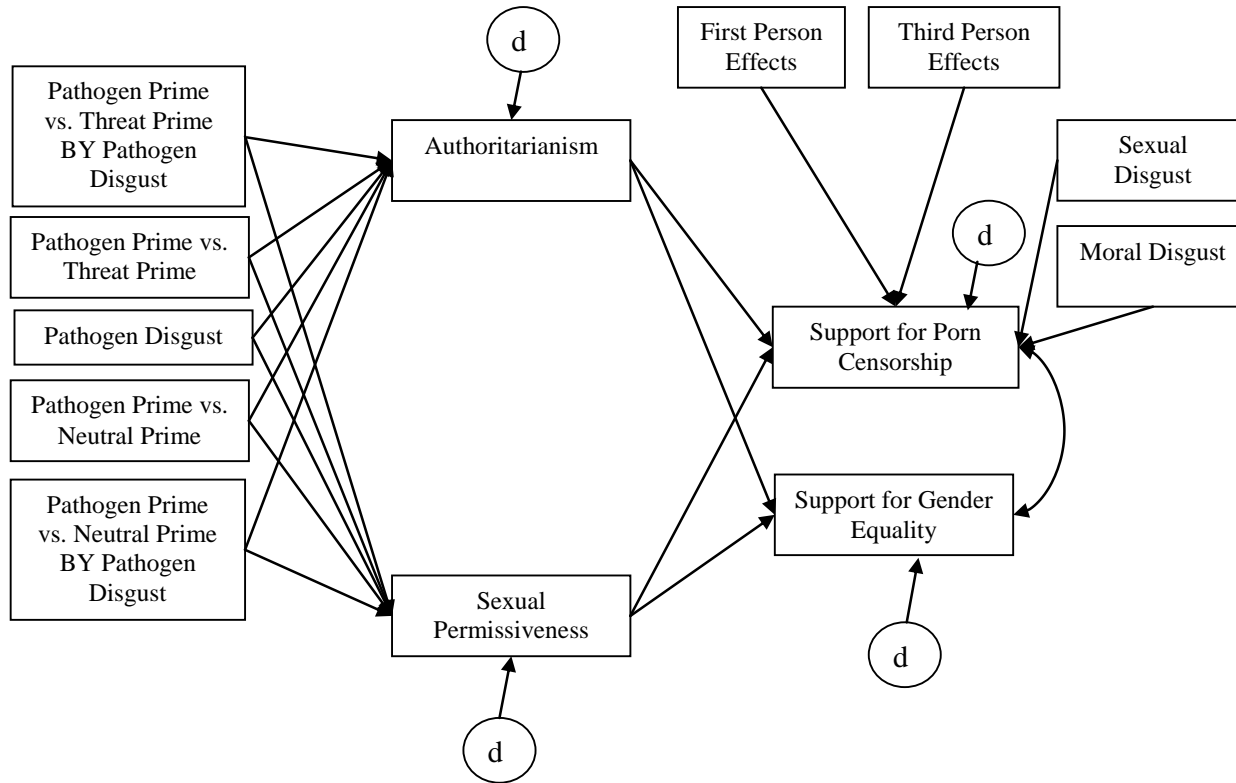 Pathogen Prime
vs. Threat Prime
BY Pathogen
Disgust
Pathogen Prime vs.
Threat Prime
Pathogen Disgust
Pathogen Prime vs.
Neutral Prime
Pathogen Prime
vs. Neutral Prime
BY Pathogen
Disgust
d
Authoritarianism
Sexual
Permissiveness
d
First Person
Effects
Third Person
Effects
Sexual
Disgust
Moral Disgust
d
Support for Porn
Censorship
Support for Gender
Equality
d